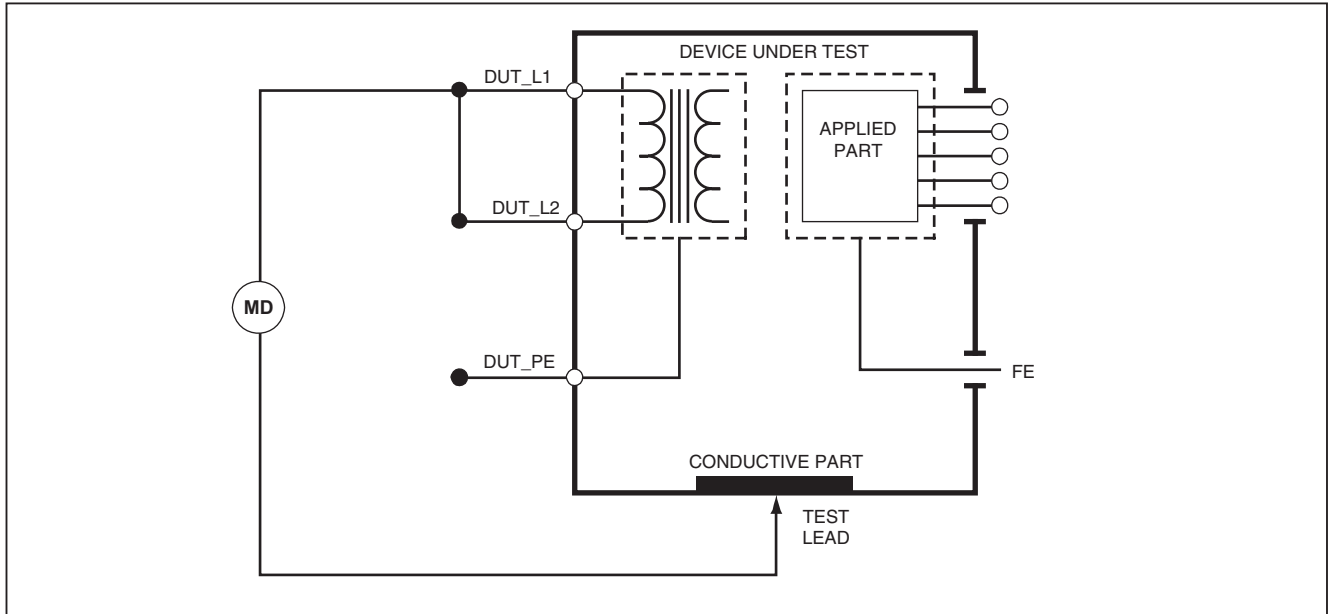 DEVICE UNDER TEST
DUT_L1
APPLIED
PART
DUT_L2
MD
DUT_PE
FE
CONDUCTIVE PART
TEST
LEAD